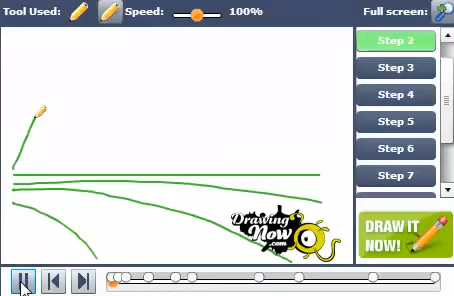 Tool Used: Speed: 100% Full screen:
Step 2
Step 3
Step 4
Step 5
Step 6
Step 7
Drawing
Now
.com
DRAW IT
NOW!